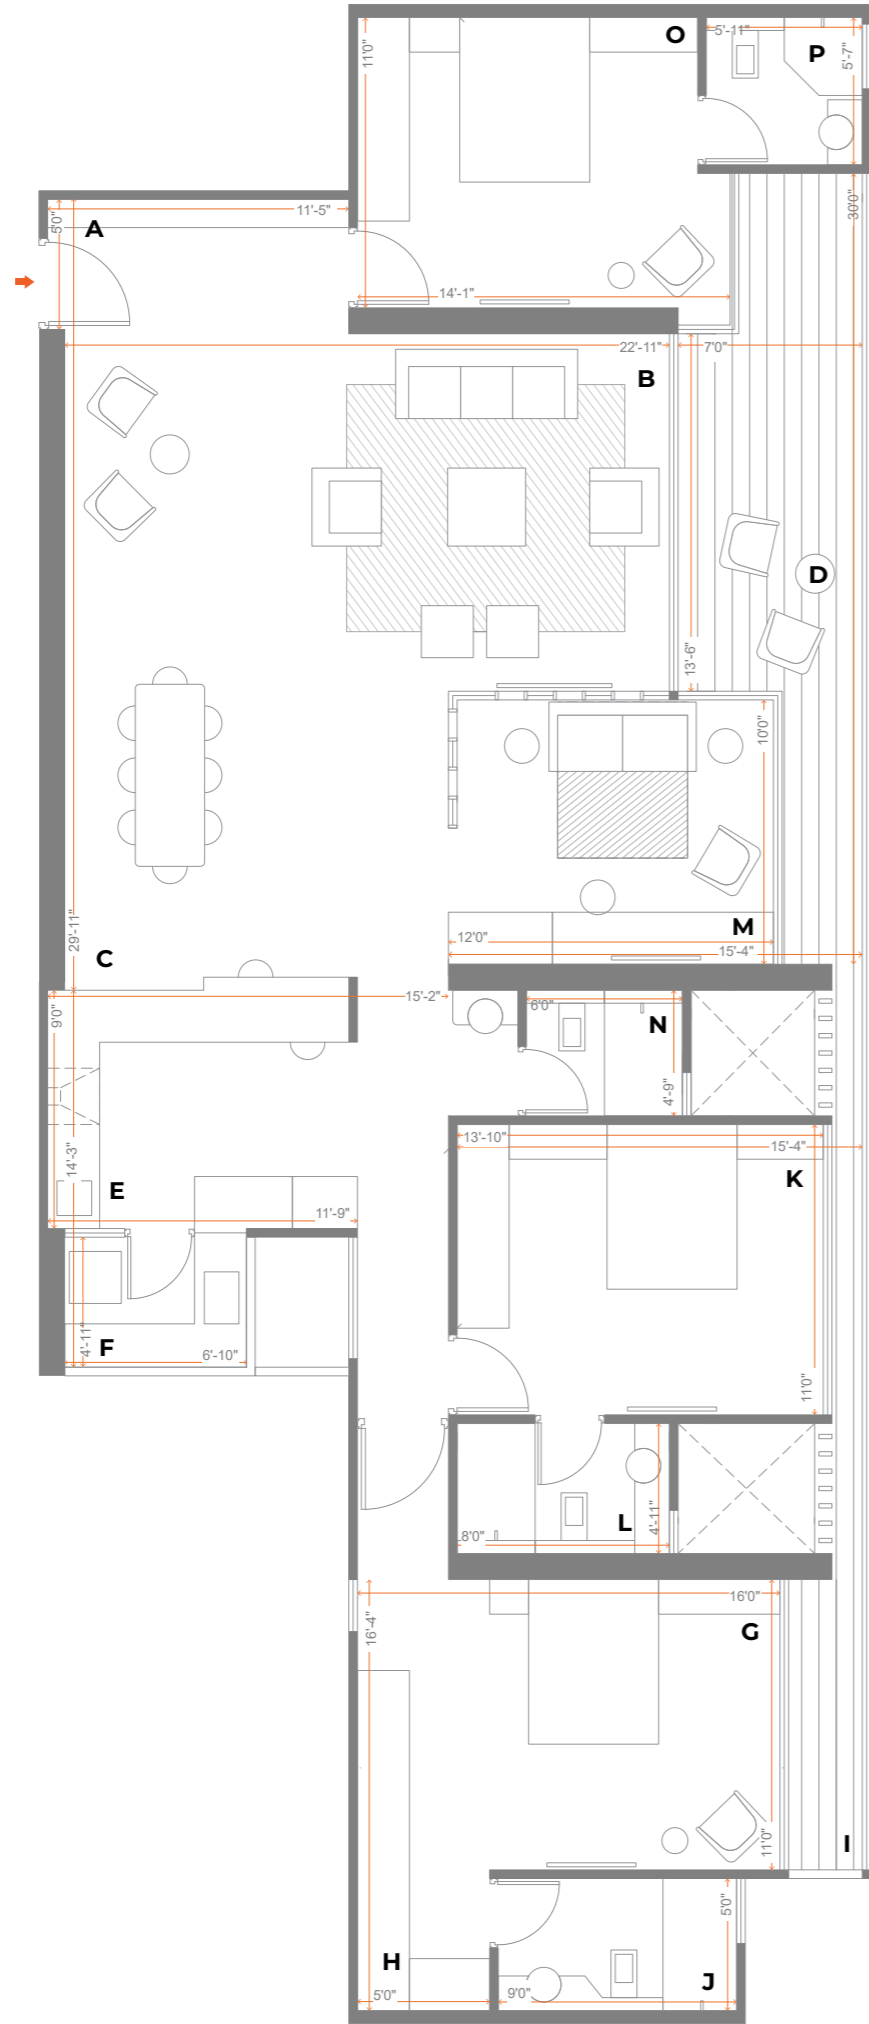 O
5'-11"
P
11'0"
5'-7"
11'-5"
5'0"
A
30'0"
14'-1"
22'-11"
7'0"
B
D
13'-6"
10'0"
29'-11"
M
12'0"
15'-4"
C
15'-2"
6'0"
N
9'0"
4'-9"
13'-10"
15'-4"
14'-3"
K
E
11'-9"
4'-11"
F
6'-10"
11'0"
L
8'0"
4'-11"
16'0"
16'-4"
G
11'0"
I
5'0"
H
J
5'0"
9'0"